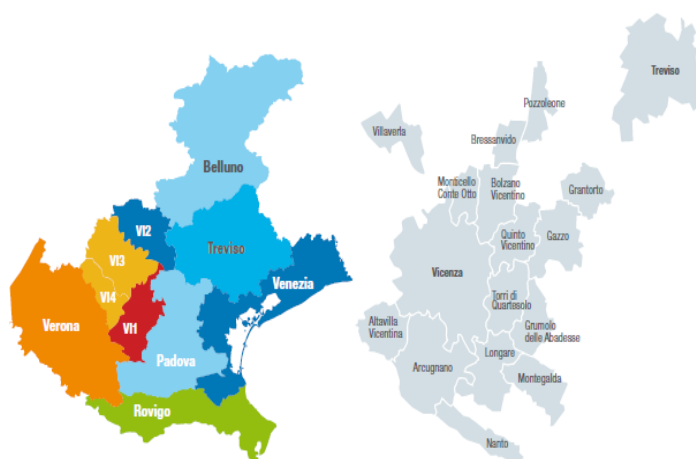 Belluno
VI2
Treviso
VI3
Venezia
VI4
Verona
VI1
Padova
Rovigo
Treviso
Pozzoleone
Villaverla
Bressanvido
Monticello
Conte Otto
Bolzano
Vicentino
Grantorto
Quinto
Vicentino
Gazzo
Vicenza
Torri di
Quartesolo
Altavilla
Vicentina
Grumolo
delle Abadesse
Longare
Arcugnano
Montegalda
Nanto